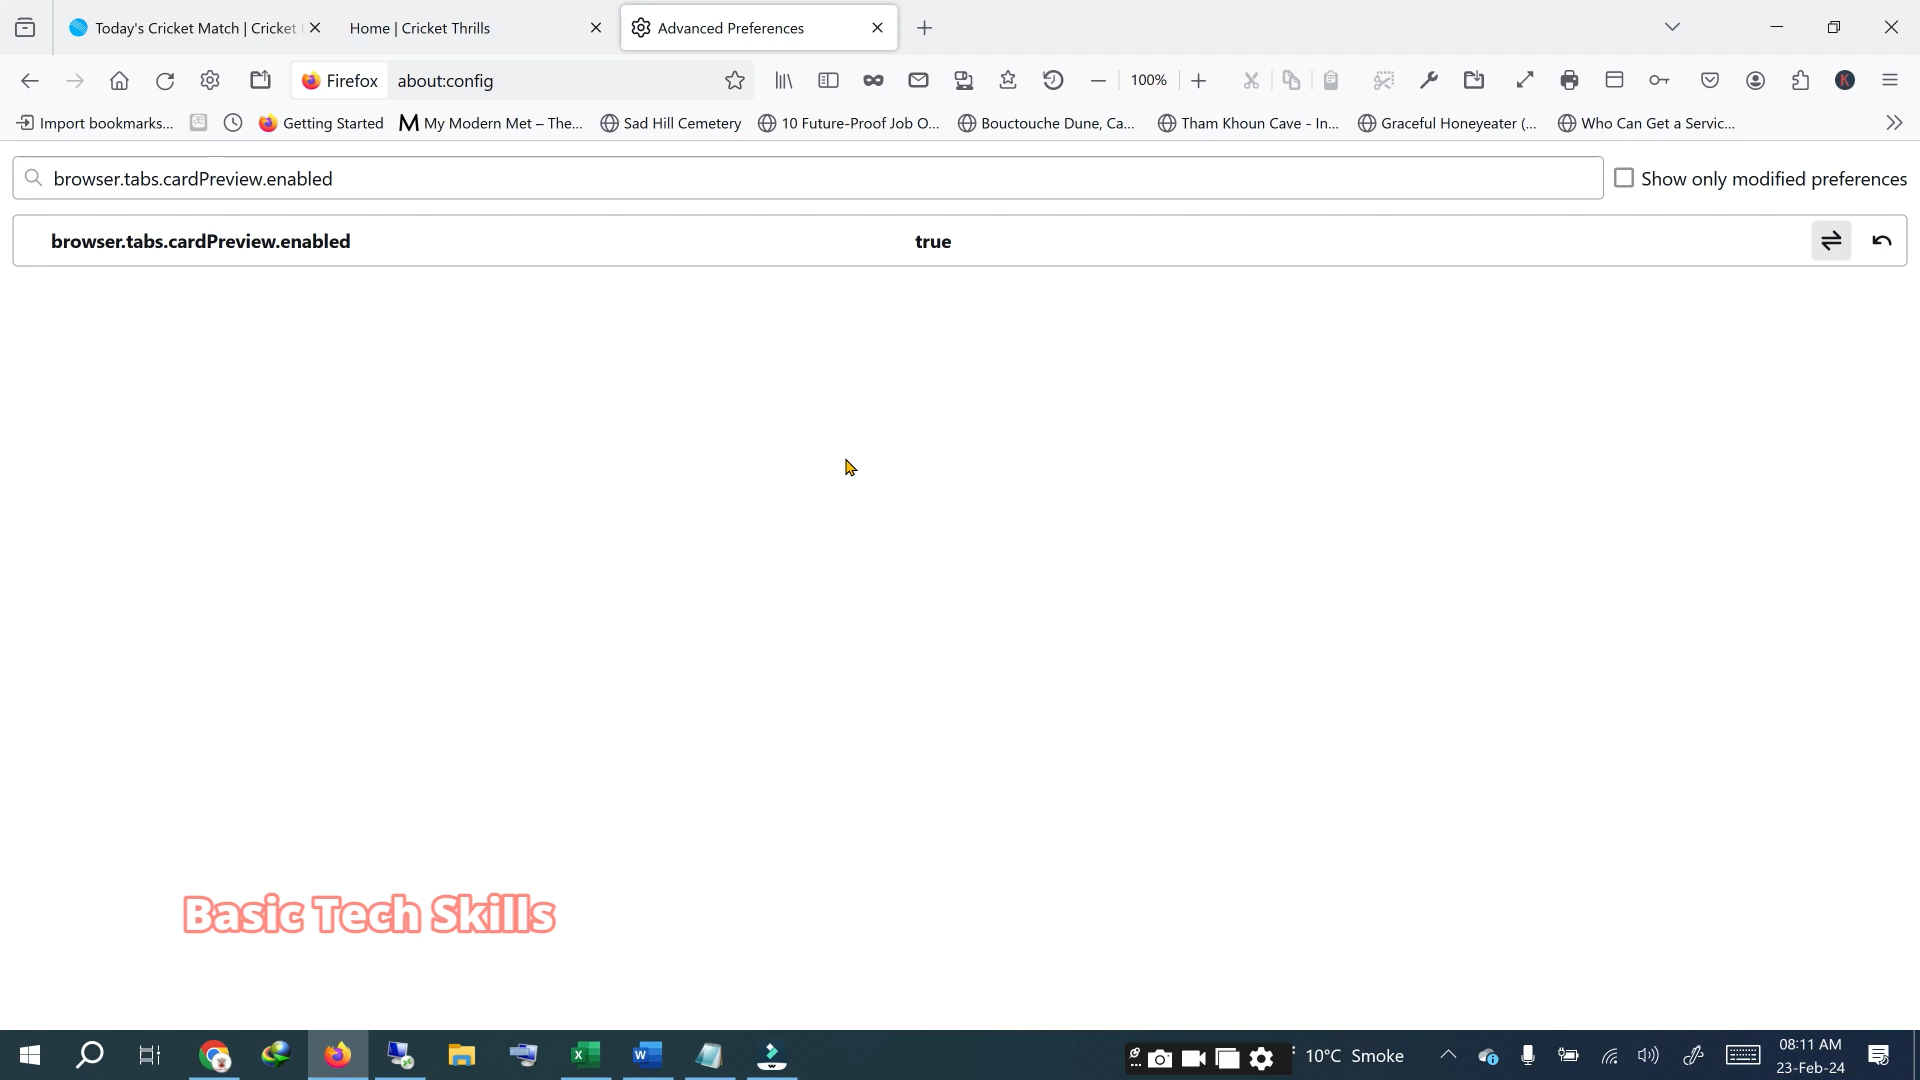 Today's Cricket Match | Cricket
Home | Cricket Thrills
Advanced Preferences
Firefox
about:config
100%
Import bookmarks...
Getting Started
My Modern Met – The...
Sad Hill Cemetery
10 Future-Proof Job O...
Bouctouche Dune, Ca...
Tham Khoun Cave - In...
Graceful Honeyeater (...
Who Can Get a Servic...
browser.tabs.cardPreview.enabled
Show only modified preferences
browser.tabs.cardPreview.enabled
true
Basic Tech Skills
10°C Smoke
08:11 AM
23-Feb-24